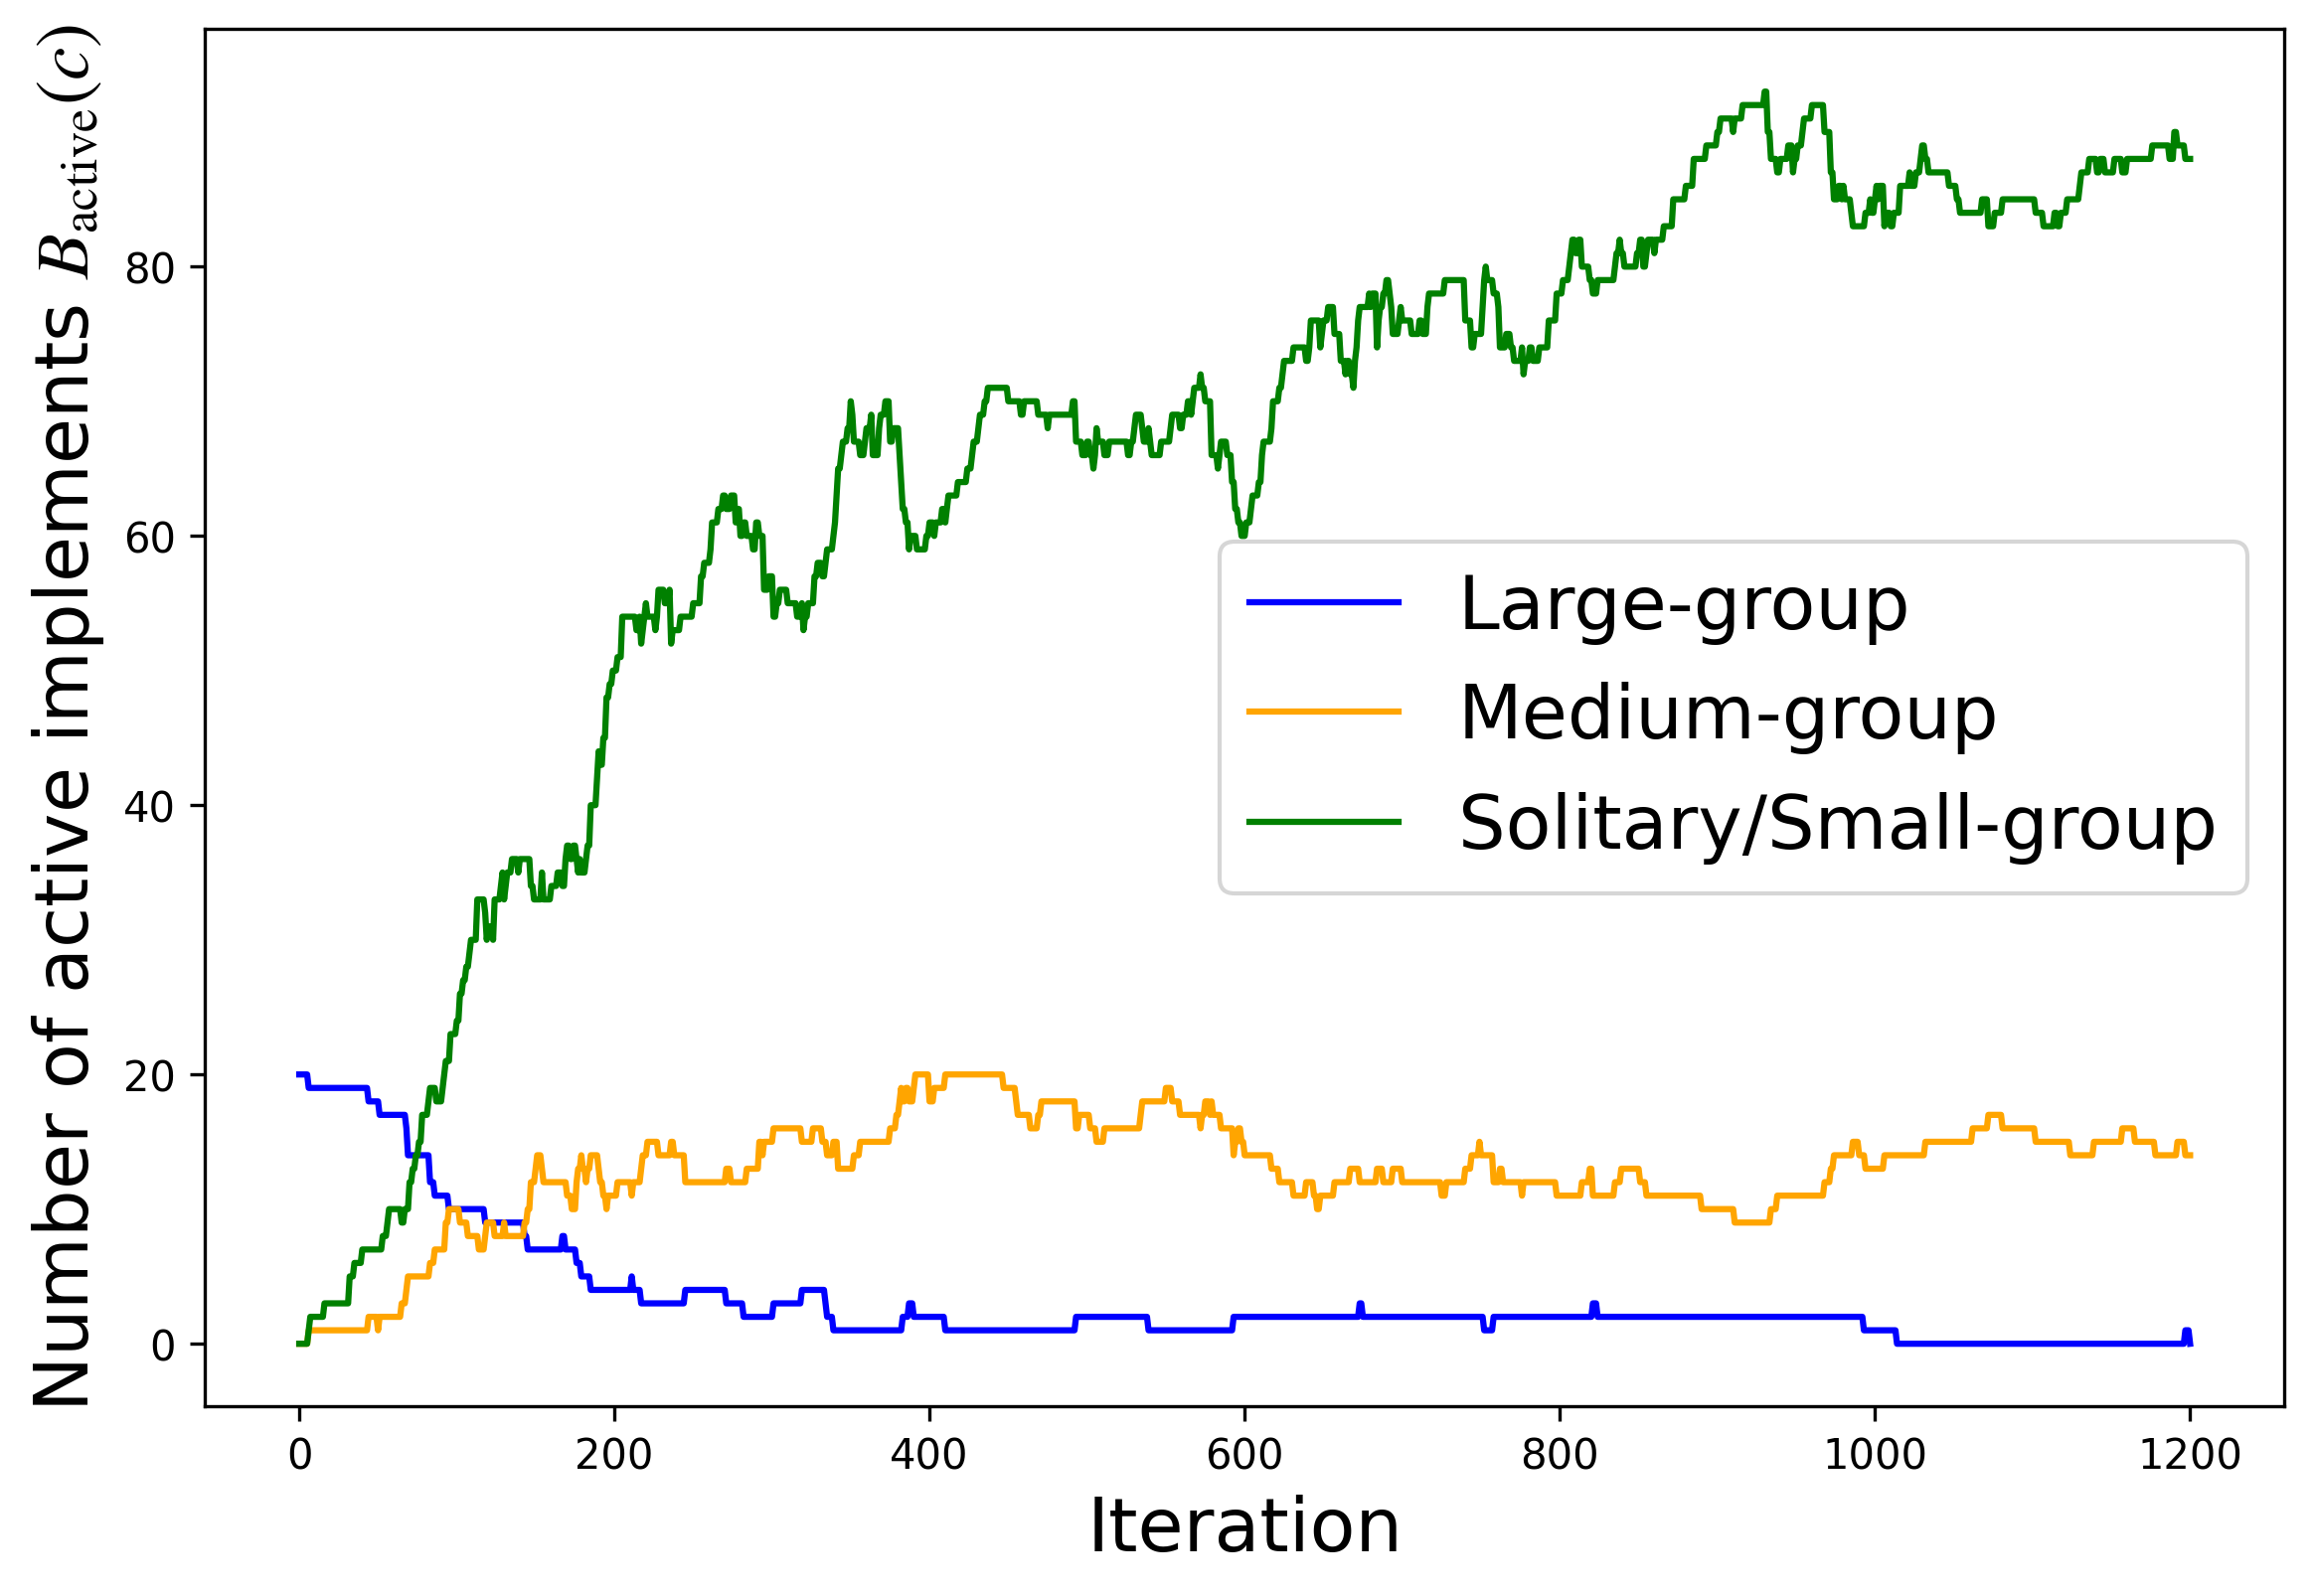 Number of active implements B_active(c)
80
60
40
20
0
Large-group
Medium-group
Solitary/Small-group
0 200 400 600 800 1000 1200
Iteration